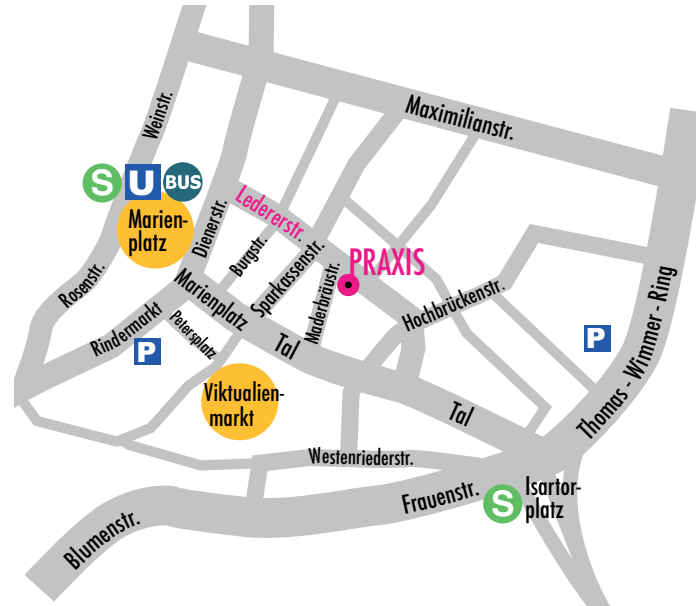 Maximilianstr.
Weinstr.
S
U
BUS
Marien-
platz
Ledererstr.
Dienerstr.
Burgstr.
Sparkassenstr.
Maderbräustr.
PRAXIS
Hochbrückenstr.
Rosenstr.
Marienplatz
Rindermarkt
P
Petersplatz
Tal
P
Thomas - Wimmer - Ring
Viktualien-
markt
Tal
Westenriederstr.
Frauenstr.
S
Isartor-
platz
Blumenstr.